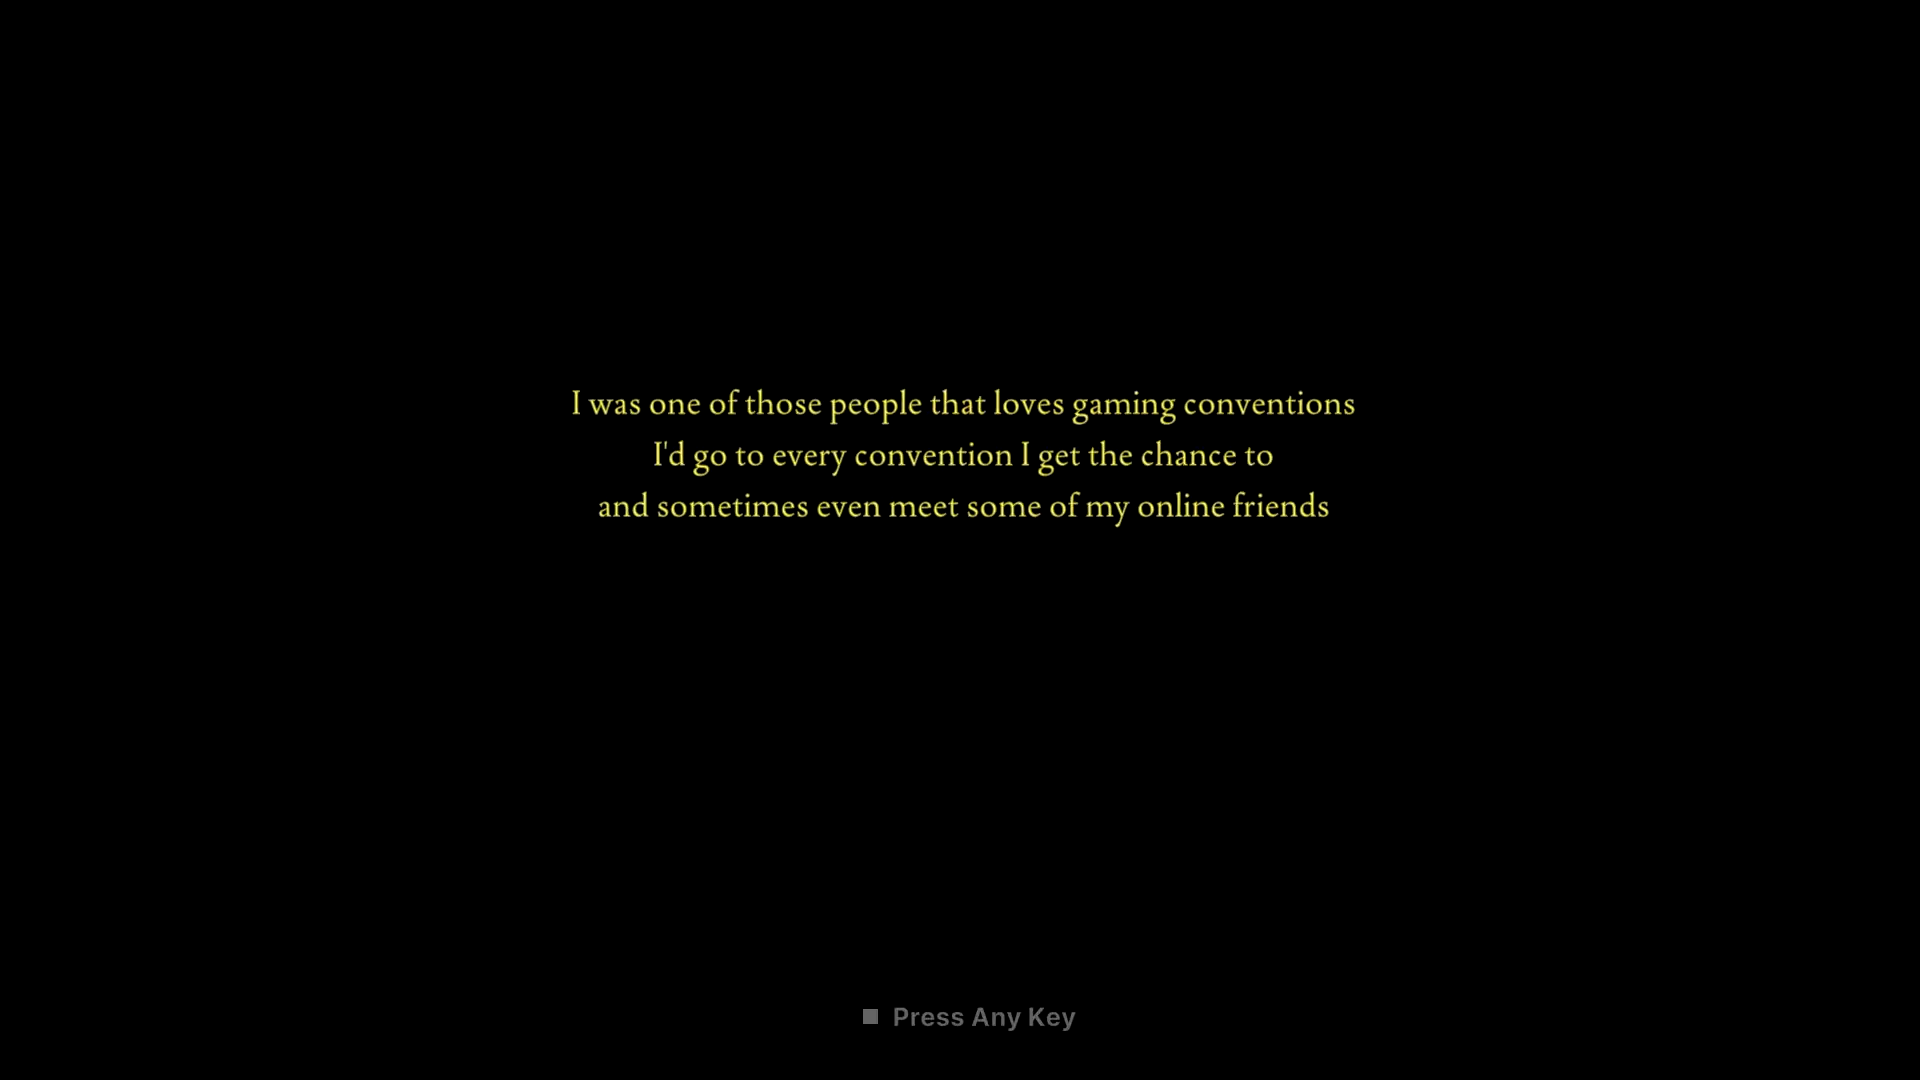 I was one of those people that loves gaming conventions
I'd go to every convention I get the chance to
and sometimes even meet some of my online friends
Press Any Key